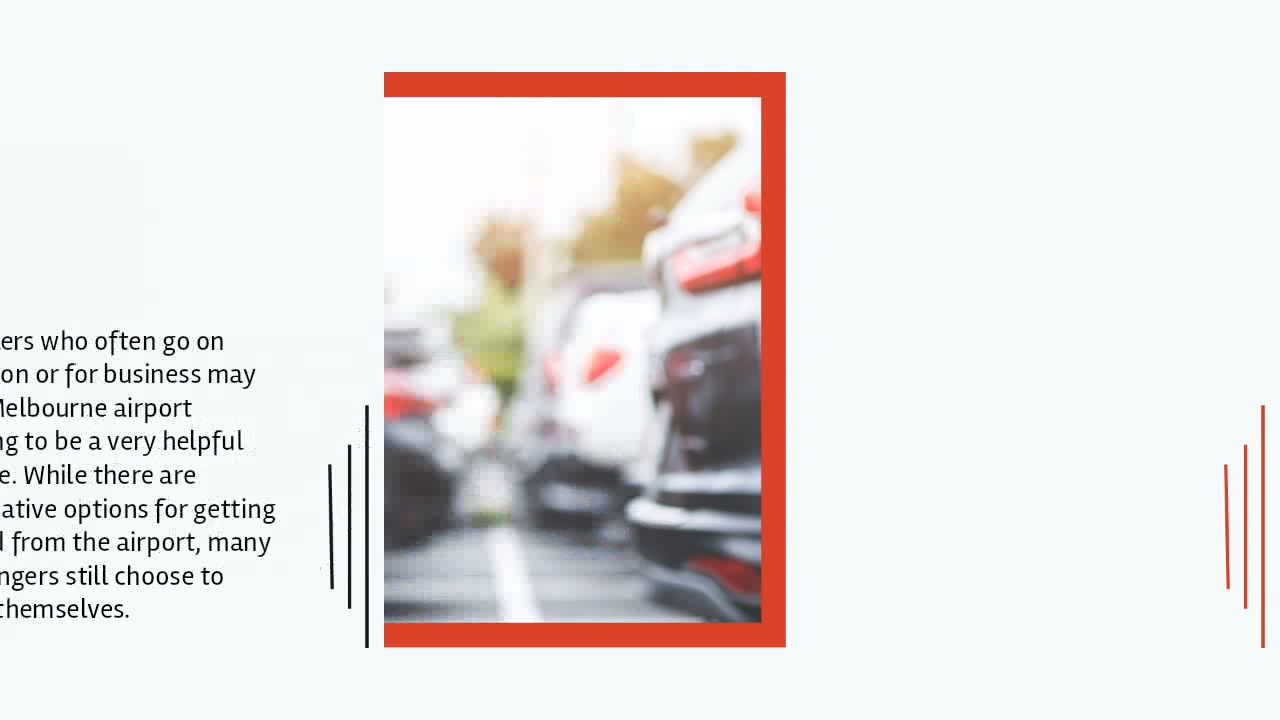 ers who often go on
on or for business may
Melbourne airport
ng to be a very helpful
e. While there are
ative options for getting
from the airport, many
ngers still choose to
themselves.